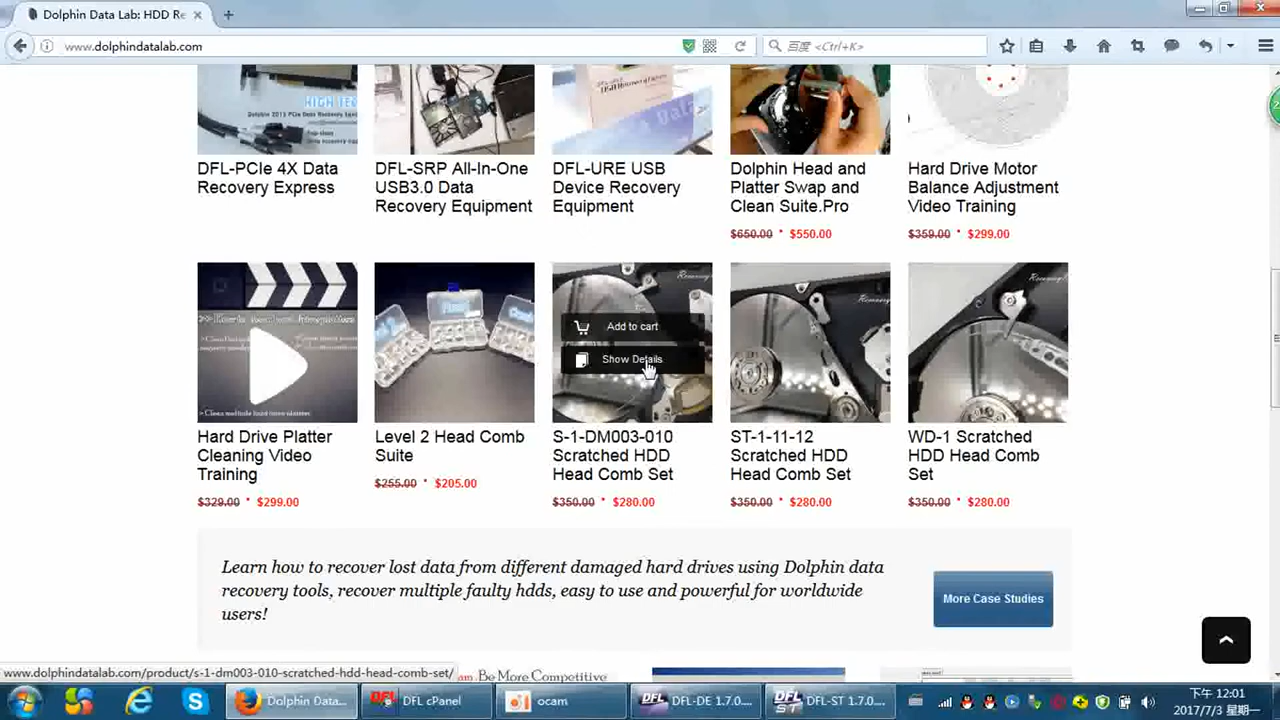 Dolphin Data Lab: HDD Re
www.dolphindatalab.com
百度 <Ctrl+K>
HIGH TEC
DFL-PCIe 4X Data
Recovery Express
DFL-SRP All-In-One
USB3.0 Data
Recovery Equipment
DFL-URE USB
Device Recovery
Equipment
Dolphin Head and
Platter Swap and
Clean Suite.Pro
$650.00 • $550.00
Hard Drive Motor
Balance Adjustment
Video Training
$359.00 • $299.00
Add to cart
Show Details
Hard Drive Platter
Cleaning Video
Training
$329.00 • $299.00
Level 2 Head Comb
Suite
$255.00 • $205.00
S-1-DM003-010
Scratched HDD
Head Comb Set
$350.00 • $280.00
ST-1-11-12
Scratched HDD
Head Comb Set
$350.00 • $280.00
WD-1 Scratched
HDD Head Comb
Set
$350.00 • $280.00
Learn how to recover lost data from different damaged hard drives using Dolphin data
recovery tools, recover multiple faulty hdds, easy to use and powerful for worldwide
users!
More Case Studies
www.dolphindatalab.com/product/s-1-dm003-010-scratched-hdd-head-comb-set/
Be More Competitive
Dolphin Data...
DFL cPanel
ocam
DFL-DE 1.7.0....
DFL-ST 1.7.0....
下午 12:01
2017/7/3 星期一